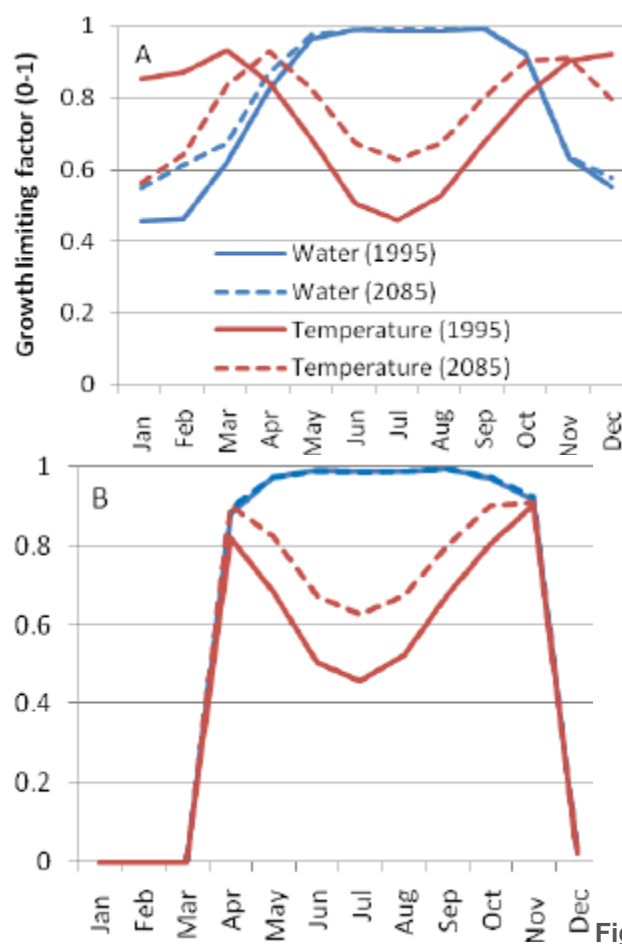 Growth limiting factor (0-1)
1
0.8
0.6
0.4
0.2
0
A
Water (1995)
Water (2085)
Temperature (1995)
Temperature (2085)
Jan
Feb
Mar
Apr
May
Jun
Jul
Aug
Sep
Oct
Nov
Dec
1
0.8
0.6
0.4
0.2
0
B
Jan
Feb
Mar
Apr
May
Jun
Jul
Aug
Sep
Oct
Nov
Dec
Fig